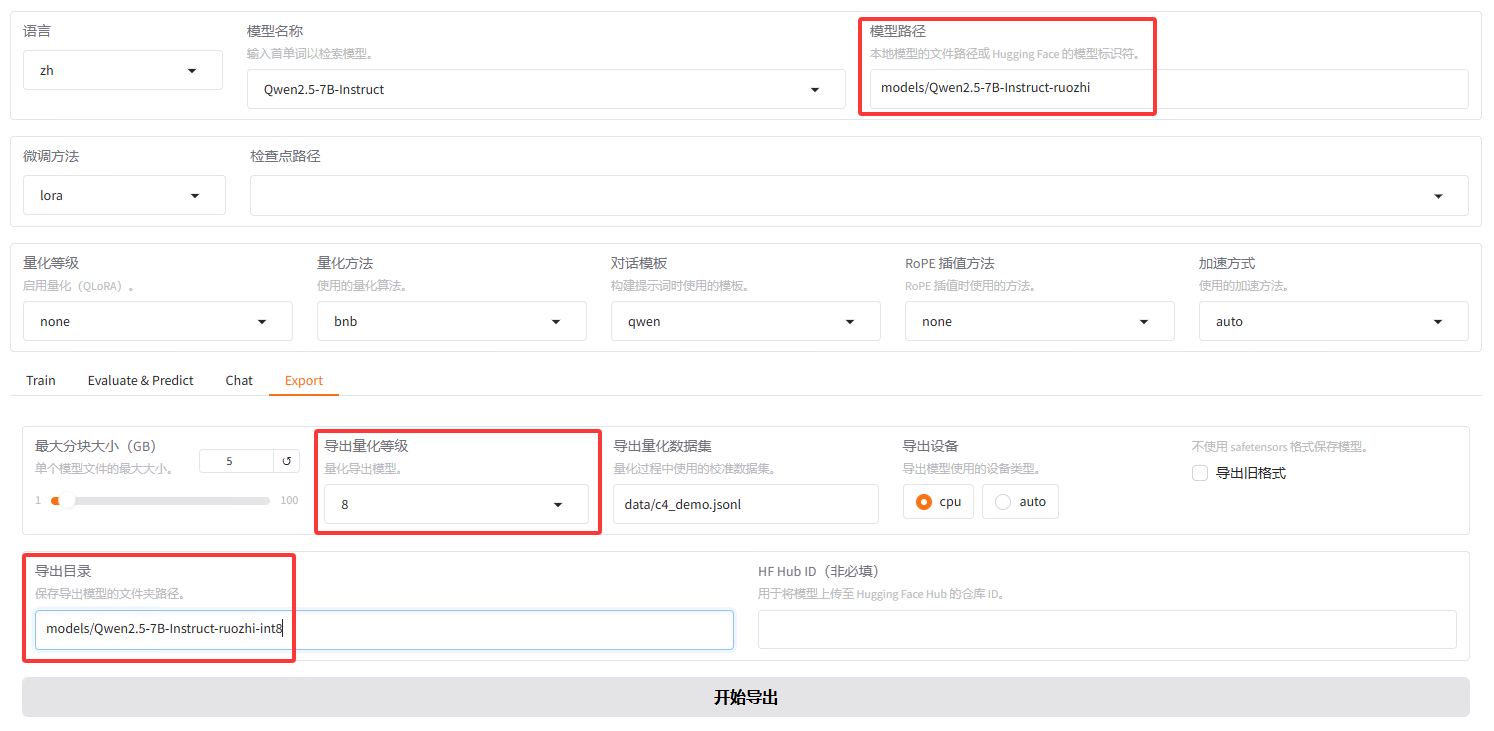 语言
模型名称
模型路径
输入首单词以检索模型。
本地模型的文件路径或 Hugging Face 的模型标识符。
zh
Qwen2.5-7B-Instruct
models/Qwen2.5-7B-Instruct-ruozhi
微调方法
检查点路径
lora
量化等级
量化方法
对话模板
RoPE 插值方法
加速方式
启用量化（QLoRA）。
使用的量化算法。
构建提示词时使用的模板。
RoPE 插值时使用的方法。
使用的加速方法。
none
bnb
qwen
none
auto
Train
Evaluate & Predict
Chat
Export
最大分块大小（GB）
单个模型文件的最大大小。
5
1
100
导出量化等级
量化导出模型。
8
导出量化数据集
量化过程中使用的校准数据集。
data/c4_demo.jsonl
导出设备
导出模型使用的设备类型。
cpu
auto
不使用 safetensors 格式保存模型。
导出旧格式
导出目录
保存导出模型的文件夹路径。
models/Qwen2.5-7B-Instruct-ruozhi-int8
HF Hub ID（非必填）
用于将模型上传至 Hugging Face Hub 的仓库 ID。
开始导出